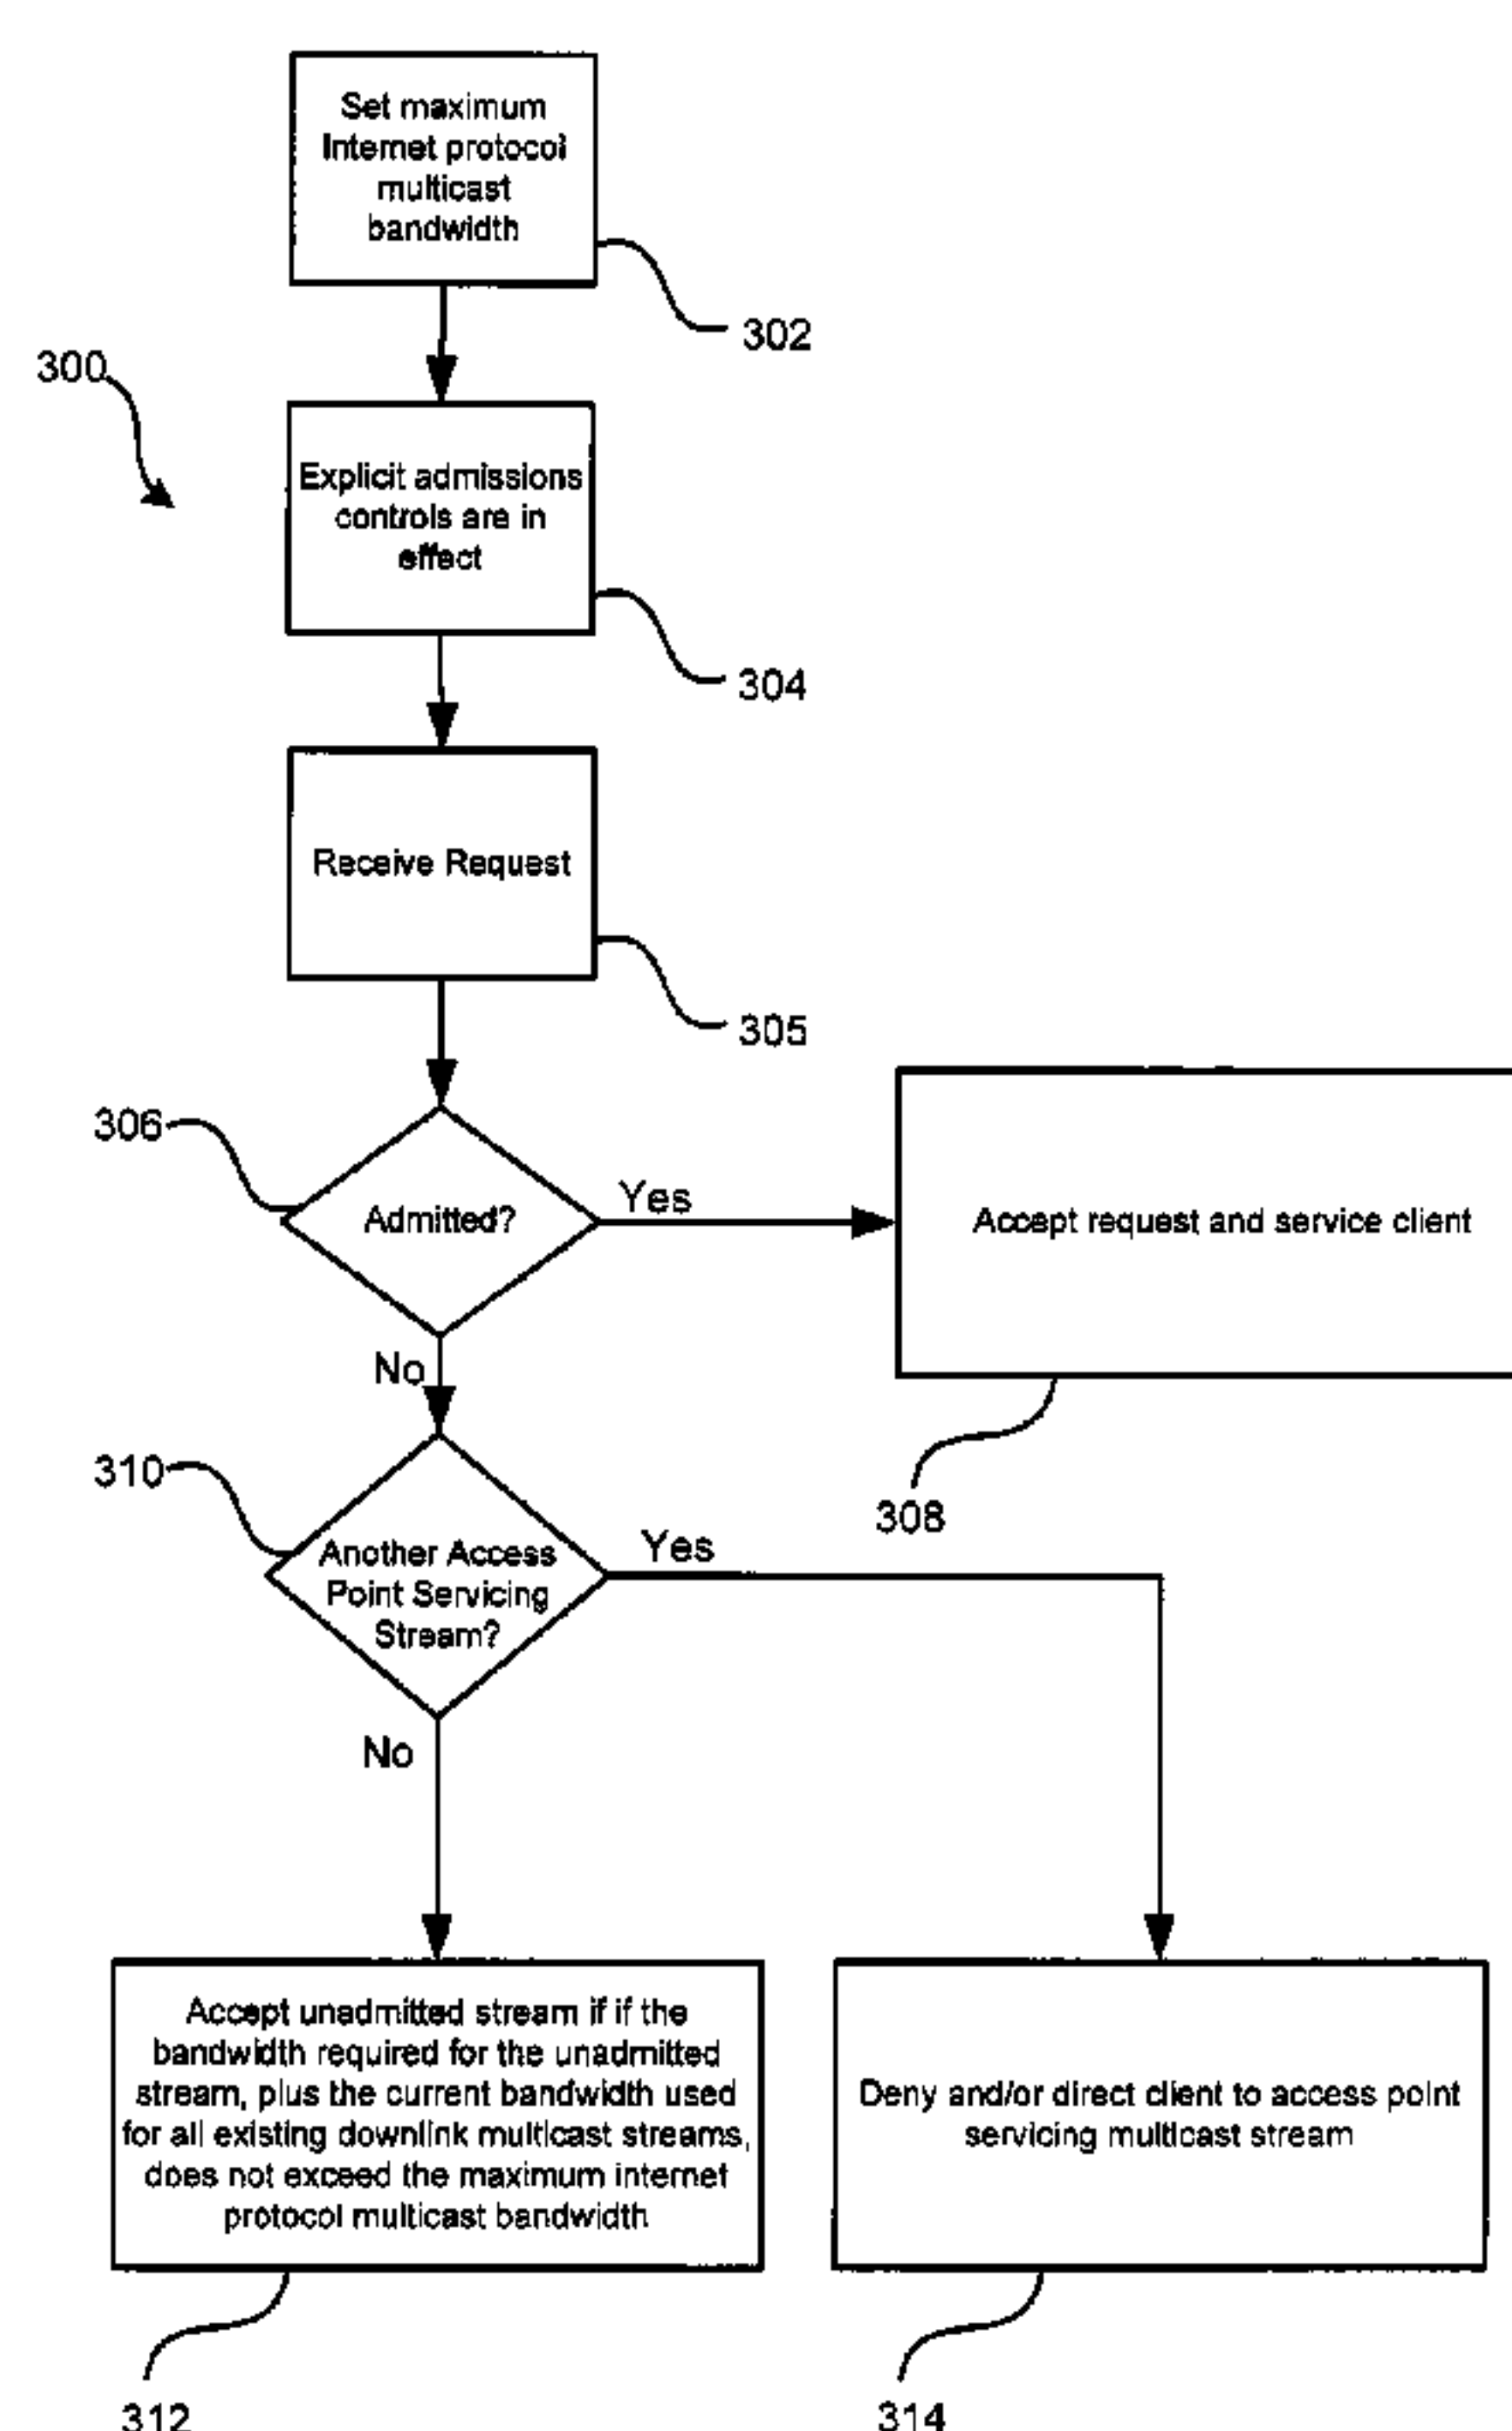 Set maximum
Internet protocol
multicast
bandwidth
302
300
Explicit admissions
controls are in
effect
304
Receive Request
305
306
Admitted?
Yes
Accept request and service client
No
308
310
Another Access
Point Servicing
Stream?
Yes
No
Accept unadmitted stream if if the
bandwidth required for the unadmitted
stream, plus the current bandwidth used
for all existing downlink multicast streams,
does not exceed the maximum internet
protocol multicast bandwidth
Deny and/or direct client to access point
servicing multicast stream
312
314